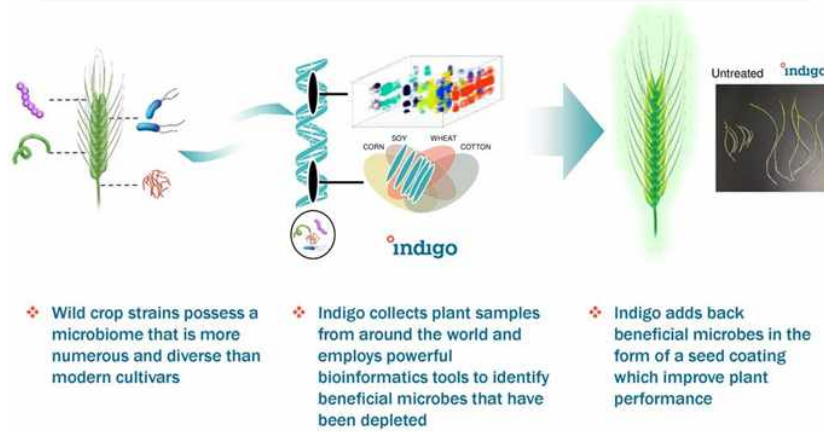 Untreated
indigo
SOY
WHEAT
CORN
COTTON
indigo
❖ Wild crop strains possess a
microbiome that is more
numerous and diverse than
modern cultivars
❖ Indigo collects plant samples
from around the world and
employs powerful
bioinformatics tools to identify
beneficial microbes that have
been depleted
❖ Indigo adds back
beneficial microbes in the
form of a seed coating
which improve plant
performance